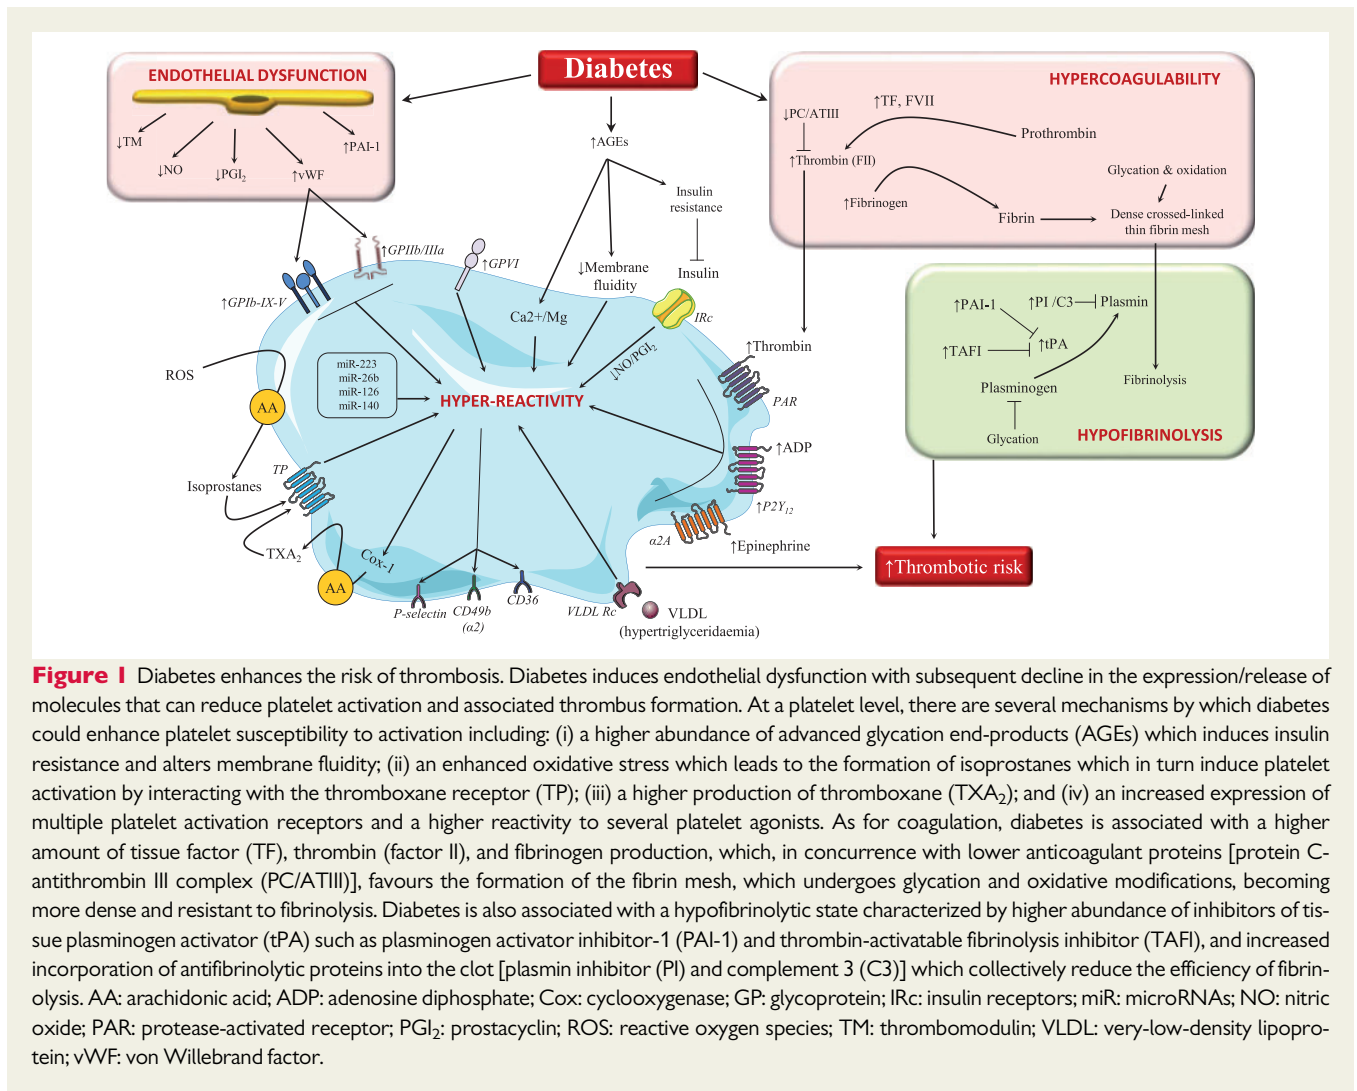 Diabetes
ENDOTHELIAL DYSFUNCTION
↓TM
↓NO
↓PGI₂
↑vWF
↑PAI-1
HYPERCOAGULABILITY
↓PC/ATIII
↑TF, FVII
Prothrombin
↑Thrombin (FII)
Glycation & oxidation
↑Fibrinogen
Fibrin
Dense crossed-linked
thin fibrin mesh
↑AGEs
Insulin
resistance
Insulin
↓Membrane
fluidity
Ca2+/Mg
↑GPIIb/IIIa
↑GPVI
↑GPIb-IX-V
IRc
↓NO/PGI₂
ROS
AA
miR-223
miR-26b
miR-126
miR-140
HYPER-REACTIVITY
↑Thrombin
PAR
↑ADP
↑P2Y₁₂
α2A
↑Epinephrine
TP
Isoprostanes
TXA₂
AA
Cox-1
P-selectin
CD49b
(α2)
CD36
VLDL Rc
VLDL
(hypertriglyceridaemia)
↑PAI-1
↑PI /C3
Plasmin
↑TAFI
↑tPA
Plasminogen
Fibrinolysis
Glycation
HYPOFIBRINOLYSIS
↑Thrombotic risk
Figure 1 Diabetes enhances the risk of thrombosis. Diabetes induces endothelial dysfunction with subsequent decline in the expression/release of
molecules that can reduce platelet activation and associated thrombus formation. At a platelet level, there are several mechanisms by which diabetes
could enhance platelet susceptibility to activation including: (i) a higher abundance of advanced glycation end-products (AGEs) which induces insulin
resistance and alters membrane fluidity; (ii) an enhanced oxidative stress which leads to the formation of isoprostanes which in turn induce platelet
activation by interacting with the thromboxane receptor (TP); (iii) a higher production of thromboxane (TXA₂); and (iv) an increased expression of
multiple platelet activation receptors and a higher reactivity to several platelet agonists. As for coagulation, diabetes is associated with a higher
amount of tissue factor (TF), thrombin (factor II), and fibrinogen production, which, in concurrence with lower anticoagulant proteins [protein C-
antithrombin III complex (PC/ATIII)], favours the formation of the fibrin mesh, which undergoes glycation and oxidative modifications, becoming
more dense and resistant to fibrinolysis. Diabetes is also associated with a hypofibrinolytic state characterized by higher abundance of inhibitors of tis-
sue plasminogen activator (tPA) such as plasminogen activator inhibitor-1 (PAI-1) and thrombin-activatable fibrinolysis inhibitor (TAFI), and increased
incorporation of antifibrinolytic proteins into the clot [plasmin inhibitor (PI) and complement 3 (C3)] which collectively reduce the efficiency of fibrin-
olysis. AA: arachidonic acid; ADP: adenosine diphosphate; Cox: cyclooxygenase; GP: glycoprotein; IRc: insulin receptors; miR: microRNAs; NO: nitric
oxide; PAR: protease-activated receptor; PGI₂: prostacyclin; ROS: reactive oxygen species; TM: thrombomodulin; VLDL: very-low-density lipopro-
tein; vWF: von Willebrand factor.